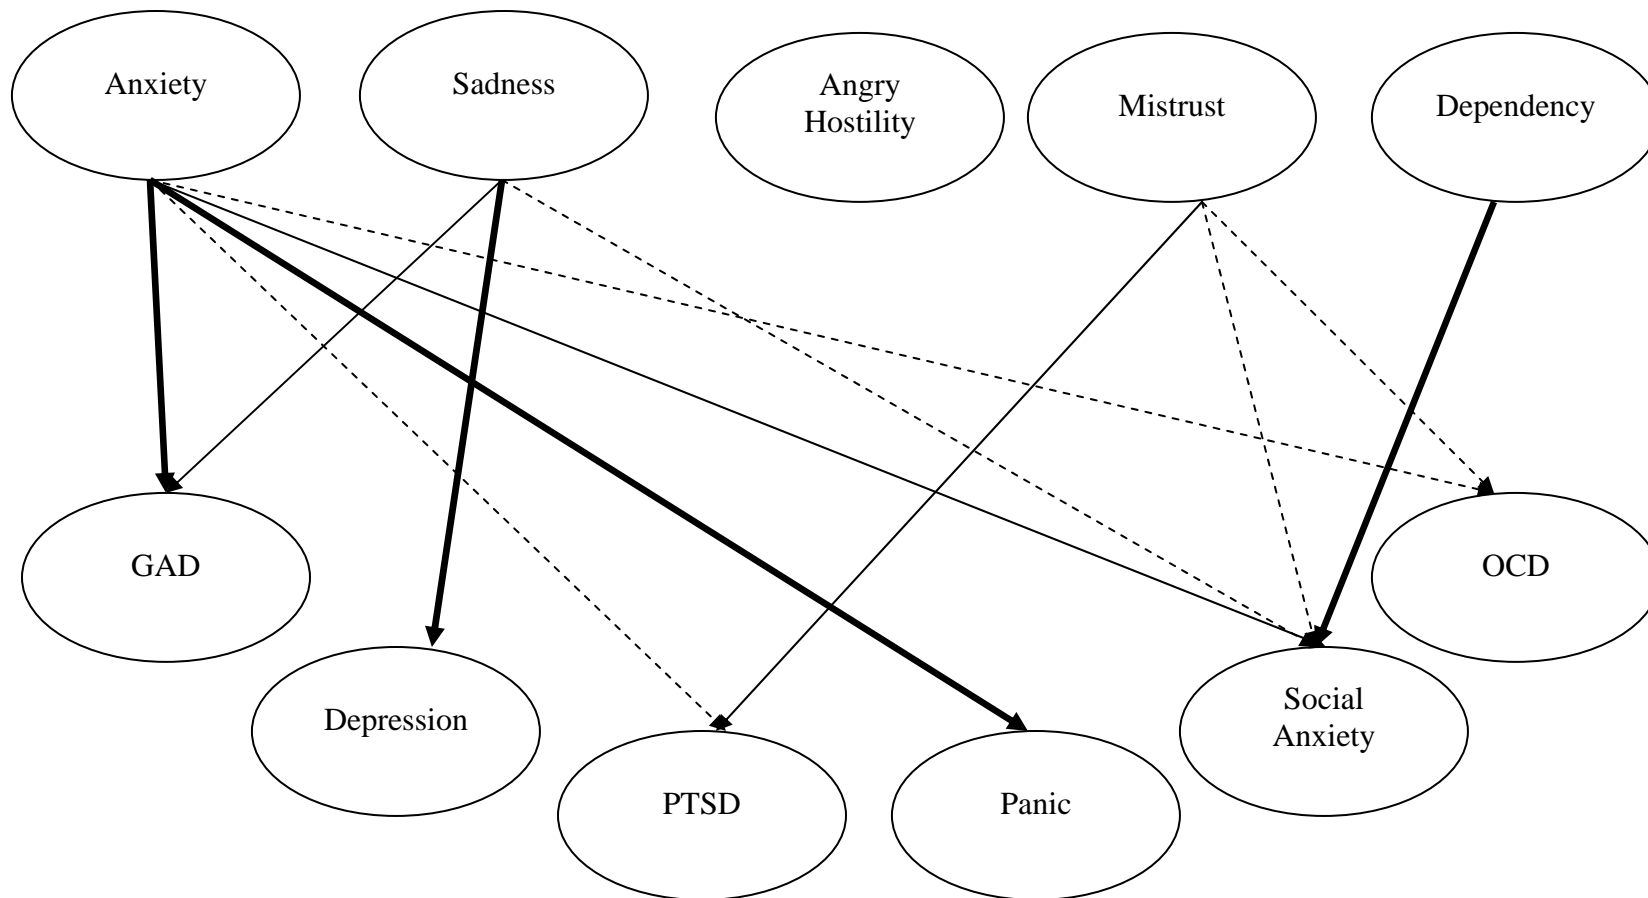 Anxiety
Sadness
Angry
Hostility
Mistrust
Dependency
GAD
OCD
Depression
Social
Anxiety
PTSD
Panic